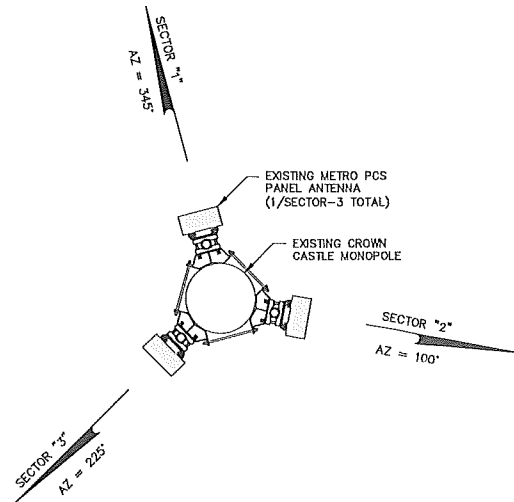 SECTOR "1"
AZ = 345°
EXISTING METRO PCS
PANEL ANTENNA
(1/SECTOR-3 TOTAL)
EXISTING CROWN
CASTLE MONOPOLE
SECTOR "2"
AZ = 100°
SECTOR "3"
AZ = 225°